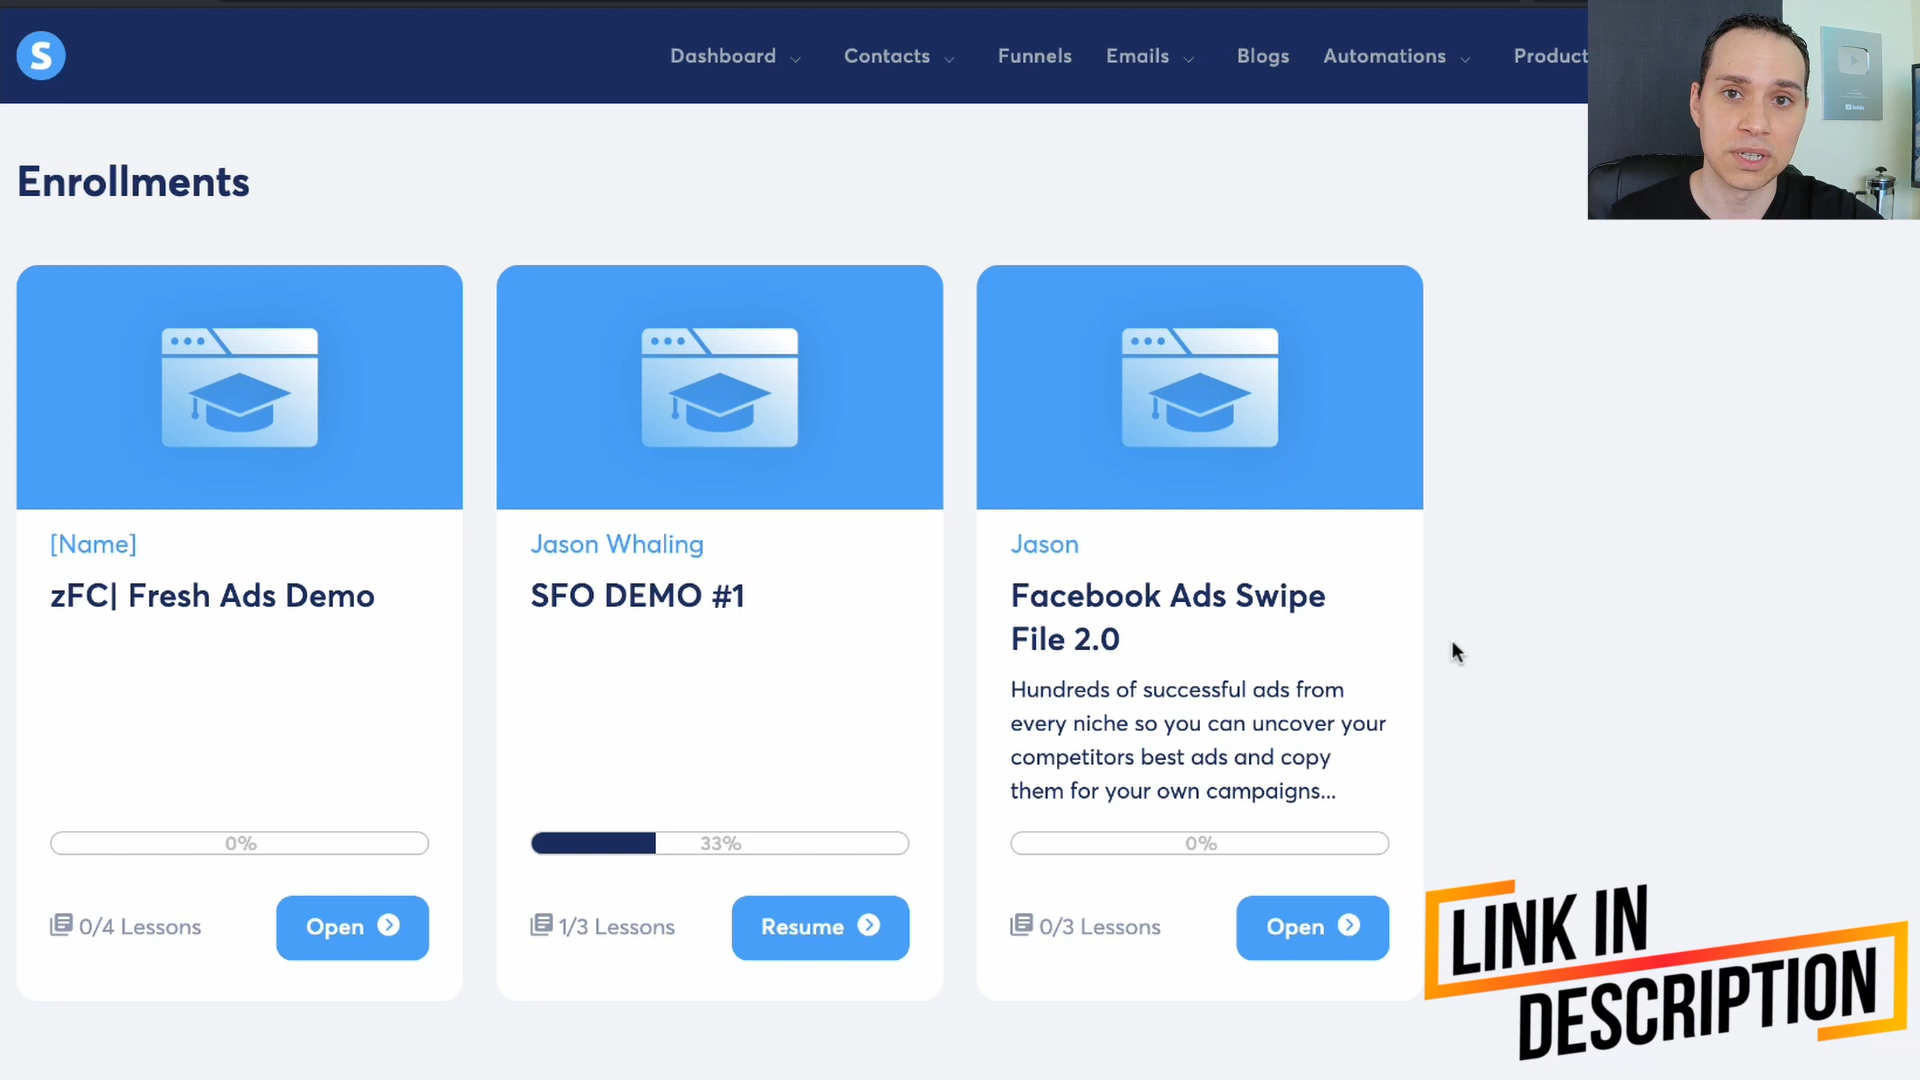 S Dashboard Contacts Funnels Emails Blogs Automations Product
Enrollments
[Name]
zFC| Fresh Ads Demo
0%
0/4 Lessons
Open
Jason Whaling
SFO DEMO #1
33%
1/3 Lessons
Resume
Jason
Facebook Ads Swipe
File 2.0
Hundreds of successful ads from
every niche so you can uncover your
competitors best ads and copy
them for your own campaigns...
0%
0/3 Lessons
Open
LINK IN
DESCRIPTION